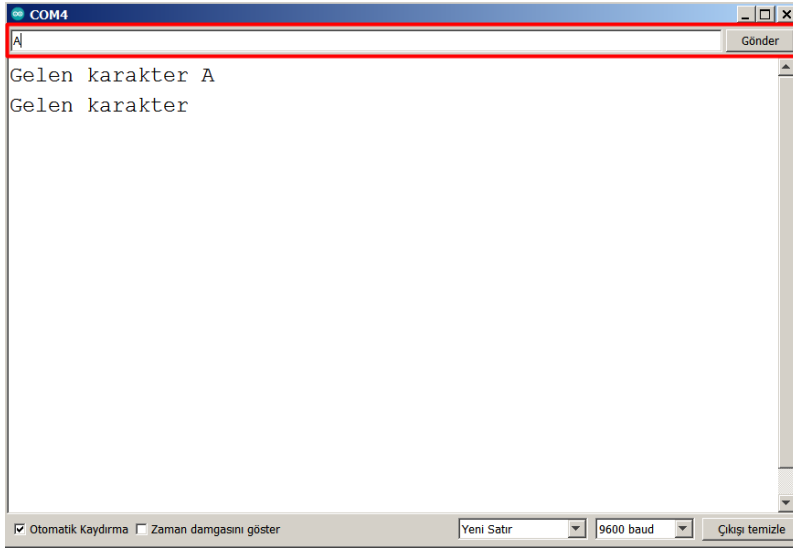 COM4
A
Gönder
Gelen karakter A
Gelen karakter
Otomatik Kaydırma Zaman damgasını göster Yeni Satır 9600 baud Çıkışı temizle